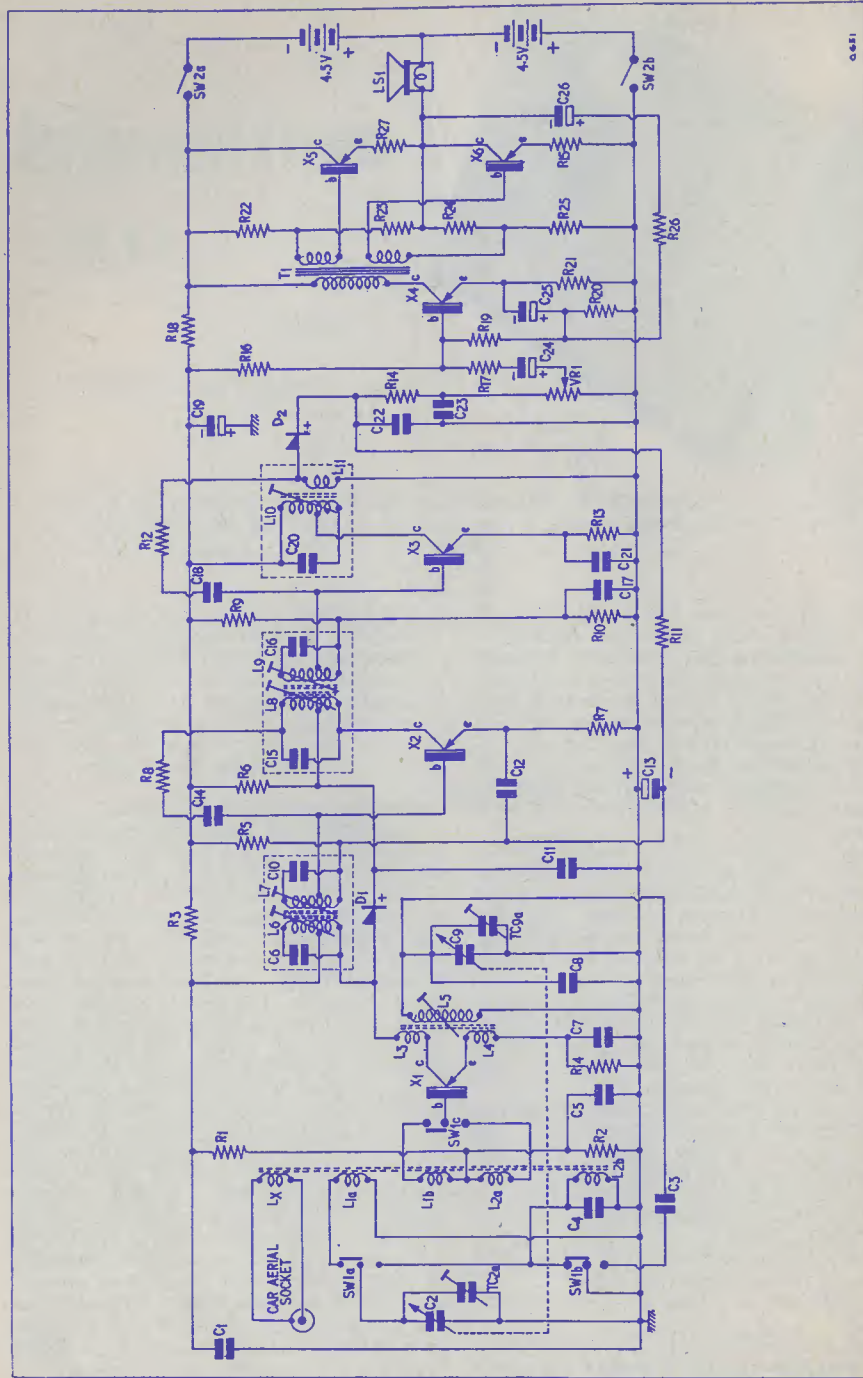 C1
CAR AERIAL
SOCKET
LX
R1
SW1a
L1a
L1b
L2a
SW1c
C2
TC2a
SW1b
C4
L2b
R2
C5
C3
X1
b
c
e
L3
L4
L5
R14
C7
C8
C9
TC9a
R3
C6
L6
L7
C10
D1
+
C11
R5
C14
R8
R6
C12
X2
b
c
e
R7
+
C13
-
C15
L8
L9
C16
R9
R10
C17
R11
C18
R12
C20
L10
L11
X3
b
c
e
C21
R13
D2
+
C19
-
+
R18
R16
C22
R14
C23
R17
-
C24
+
VR1
R19
X4
b
c
e
-
C25
+
R20
R21
T1
R22
R23
R24
R25
R26
X5
b
c
e
R27
X6
b
c
e
R15
-
C26
+
SW2a
-
4·5V
+
LS1
-
4·5V
+
SW2b